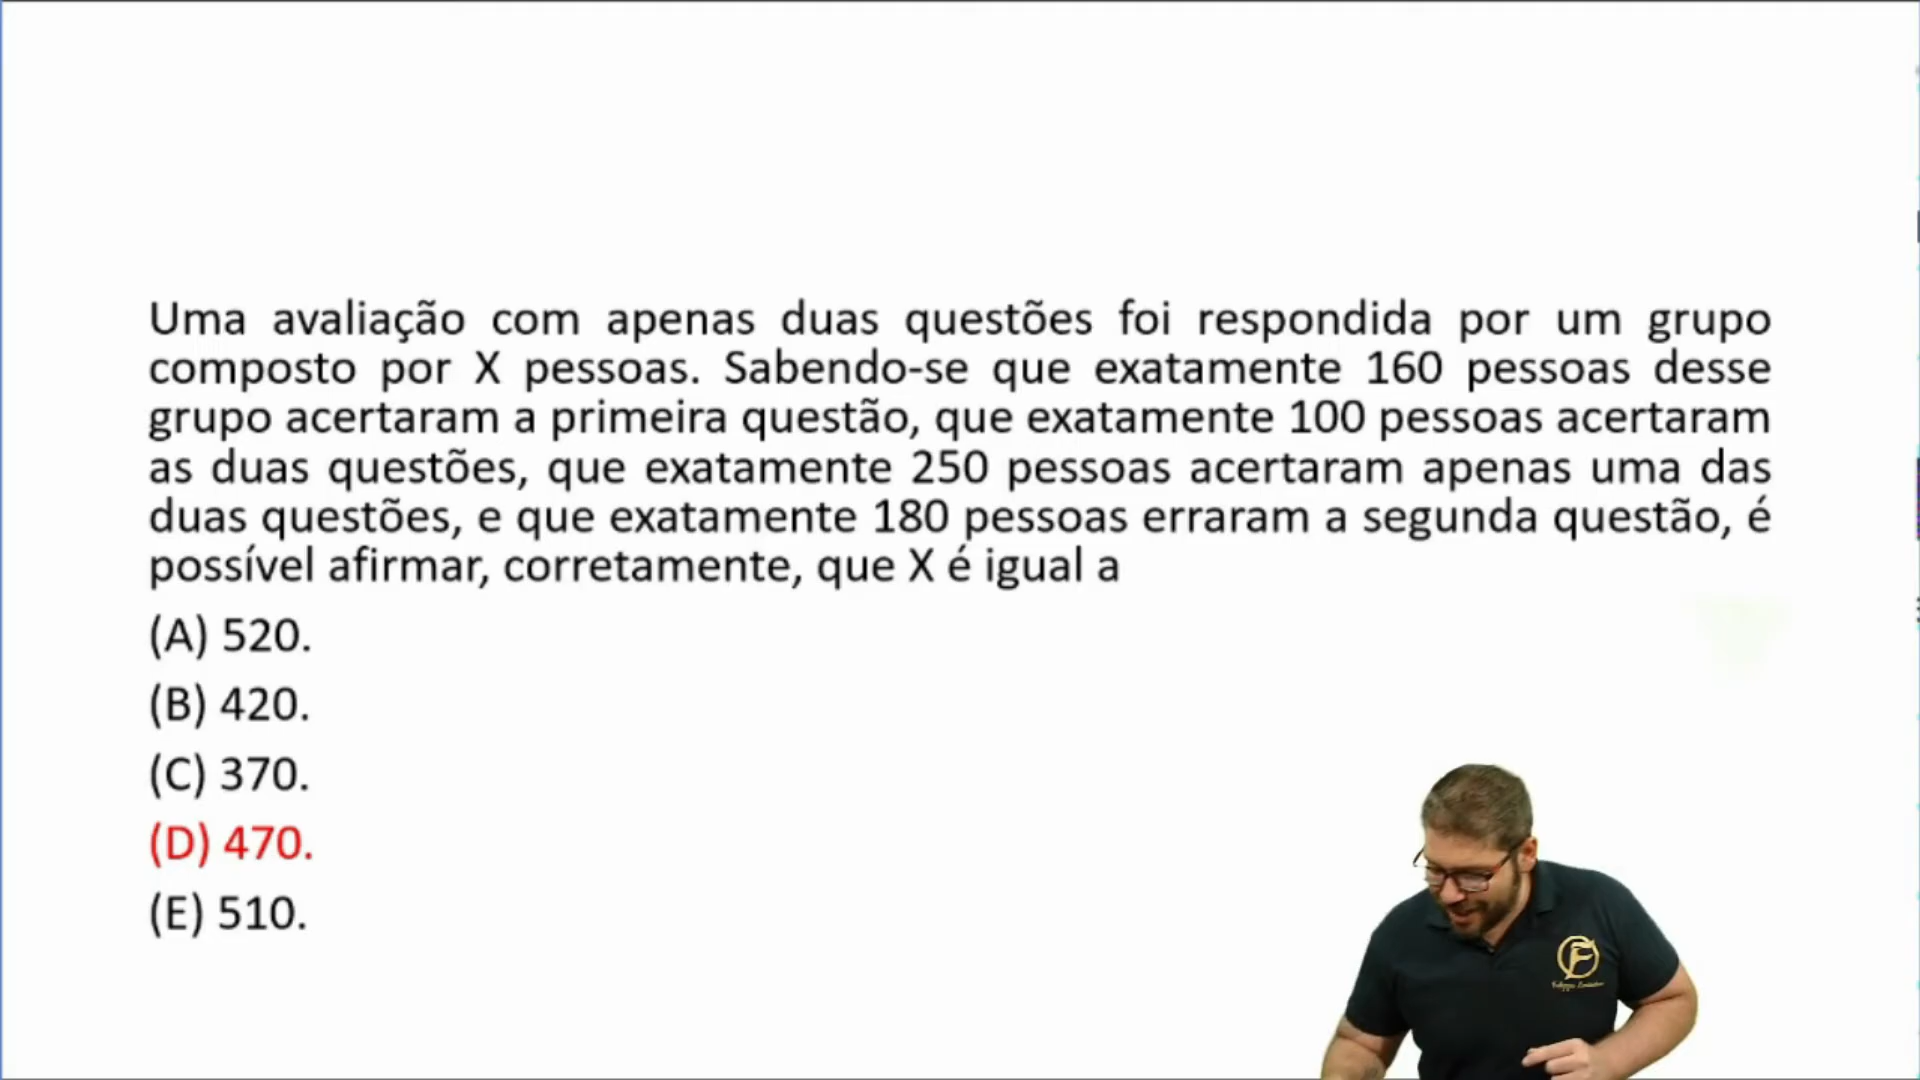 Uma avaliação com apenas duas questões foi respondida por um grupo
composto por X pessoas. Sabendo-se que exatamente 160 pessoas desse
grupo acertaram a primeira questão, que exatamente 100 pessoas acertaram
as duas questões, que exatamente 250 pessoas acertaram apenas uma das
duas questões, e que exatamente 180 pessoas erraram a segunda questão, é
possível afirmar, corretamente, que X é igual a
(A) 520.
(B) 420.
(C) 370.
(D) 470.
(E) 510.